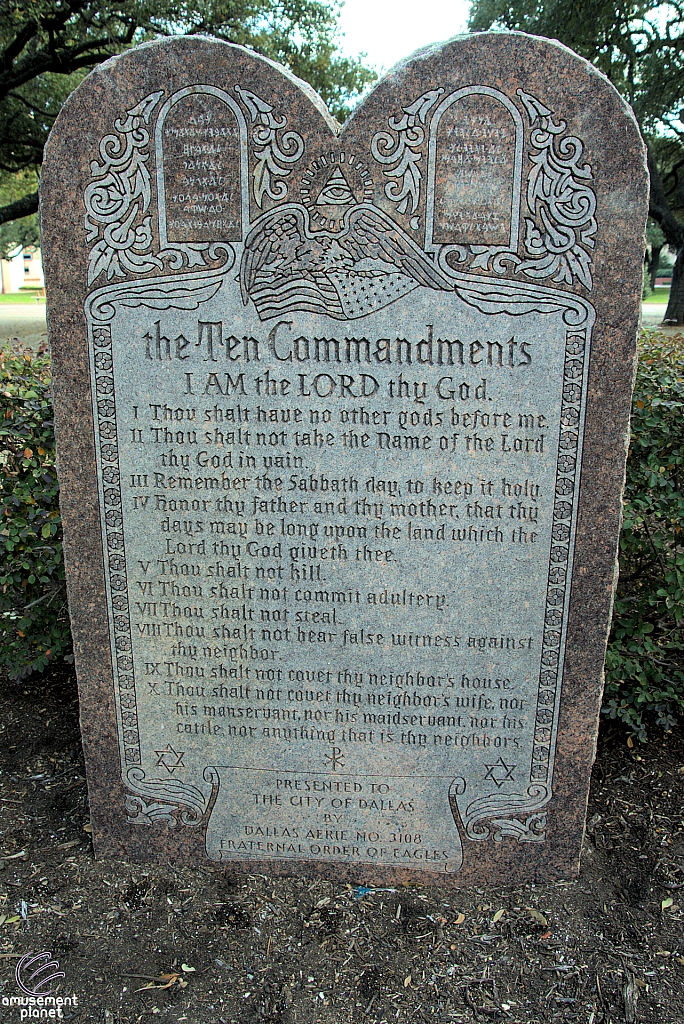 the Ten Commandments
I AM the LORD thy God.
I Thou shalt have no other gods before me.
II Thou shalt not take the Name of the Lord
thy God in vain.
III Remember the Sabbath day, to keep it holy.
IV Honor thy father and thy mother, that thy
days may be long upon the land which the
Lord thy God giveth thee.
V Thou shalt not kill.
VI Thou shalt not commit adultery.
VII Thou shalt not steal.
VIII Thou shalt not bear false witness against
thy neighbor.
IX Thou shalt not covet thy neighbor's house.
X Thou shalt not covet thy neighbor's wife, nor
his manservant, nor his maidservant, nor his
cattle, nor anything that is thy neighbor's.
PRESENTED TO
THE CITY OF DALLAS
BY
DALLAS AERIE NO. 3108
FRATERNAL ORDER OF EAGLES
amusement
planet